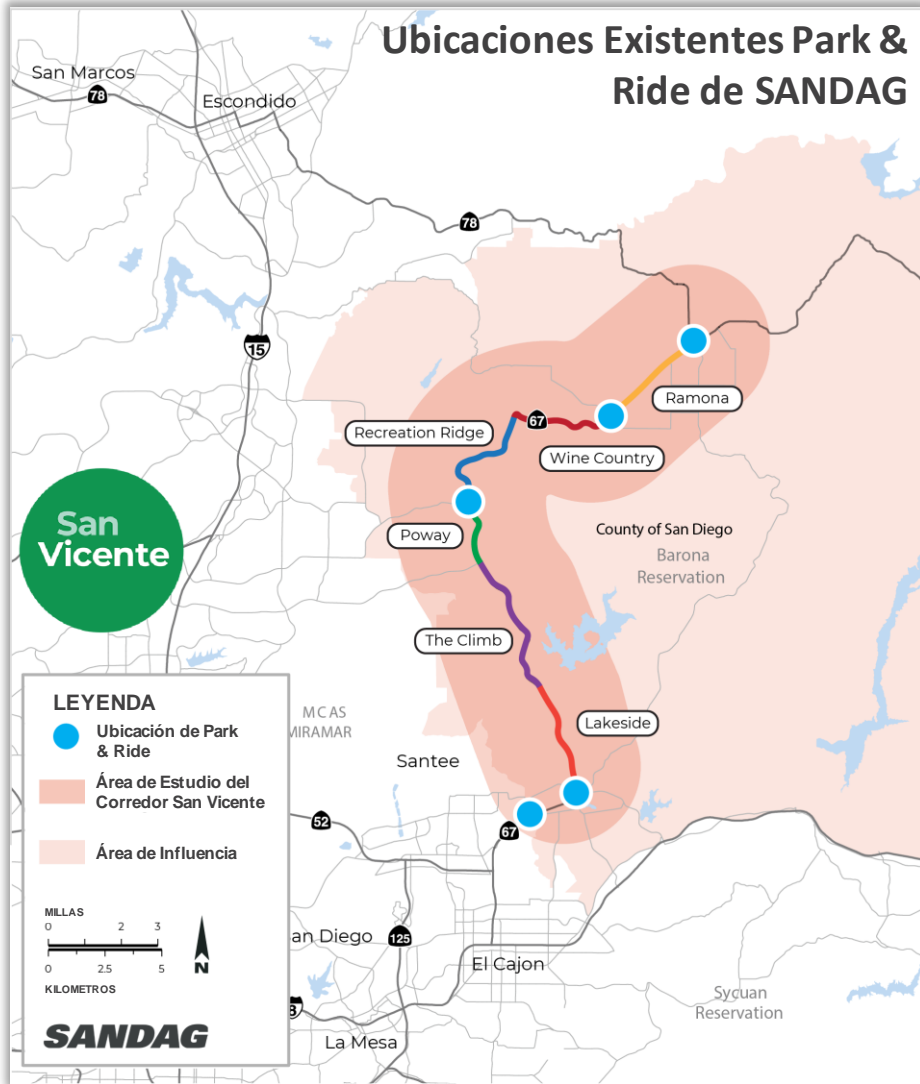 Ubicaciones Existentes Park &
Ride de SANDAG
San Marcos
78
Escondido
78
15
Ramona
67
Recreation Ridge
Wine Country
San
Vicente
Poway
County of San Diego
Barona
Reservation
The Climb
Lakeside
MCAS
MIRAMAR
Santee
52
67
an Diego
125
El Cajon
8
La Mesa
Sycuan
Reservation
LEYENDA
Ubicación de Park
& Ride
Área de Estudio del
Corredor San Vicente
Área de Influencia
MILLAS
0 2 3
0 2.5 5
KILOMETROS
N
SANDAG